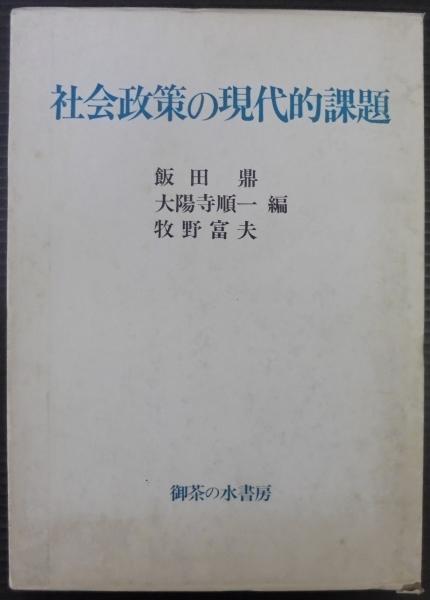 社会政策の現代的課題
飯田 鼎
大陽寺順一 編
牧野富夫
御茶の水書房